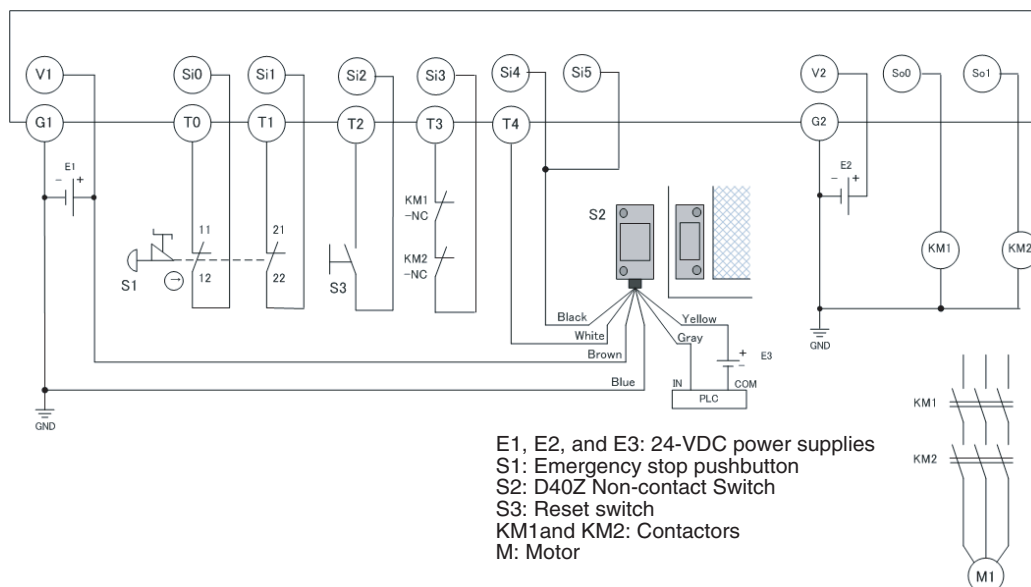 V1 Si0 Si1 Si2 Si3 Si4 Si5 V2 So0 So1
G1 T0 T1 T2 T3 T4 G2
E1
- +
E2
- +
KM1
-NC
KM2
-NC
S1
11
12
21
22
S3
S2
KM1
KM2
Black
White
Brown
Blue
Yellow
Gray
+
-
E3
IN COM
PLC
GND
GND
KM1
KM2
M1
E1, E2, and E3: 24-VDC power supplies
S1: Emergency stop pushbutton
S2: D40Z Non-contact Switch
S3: Reset switch
KM1and KM2: Contactors
M: Motor